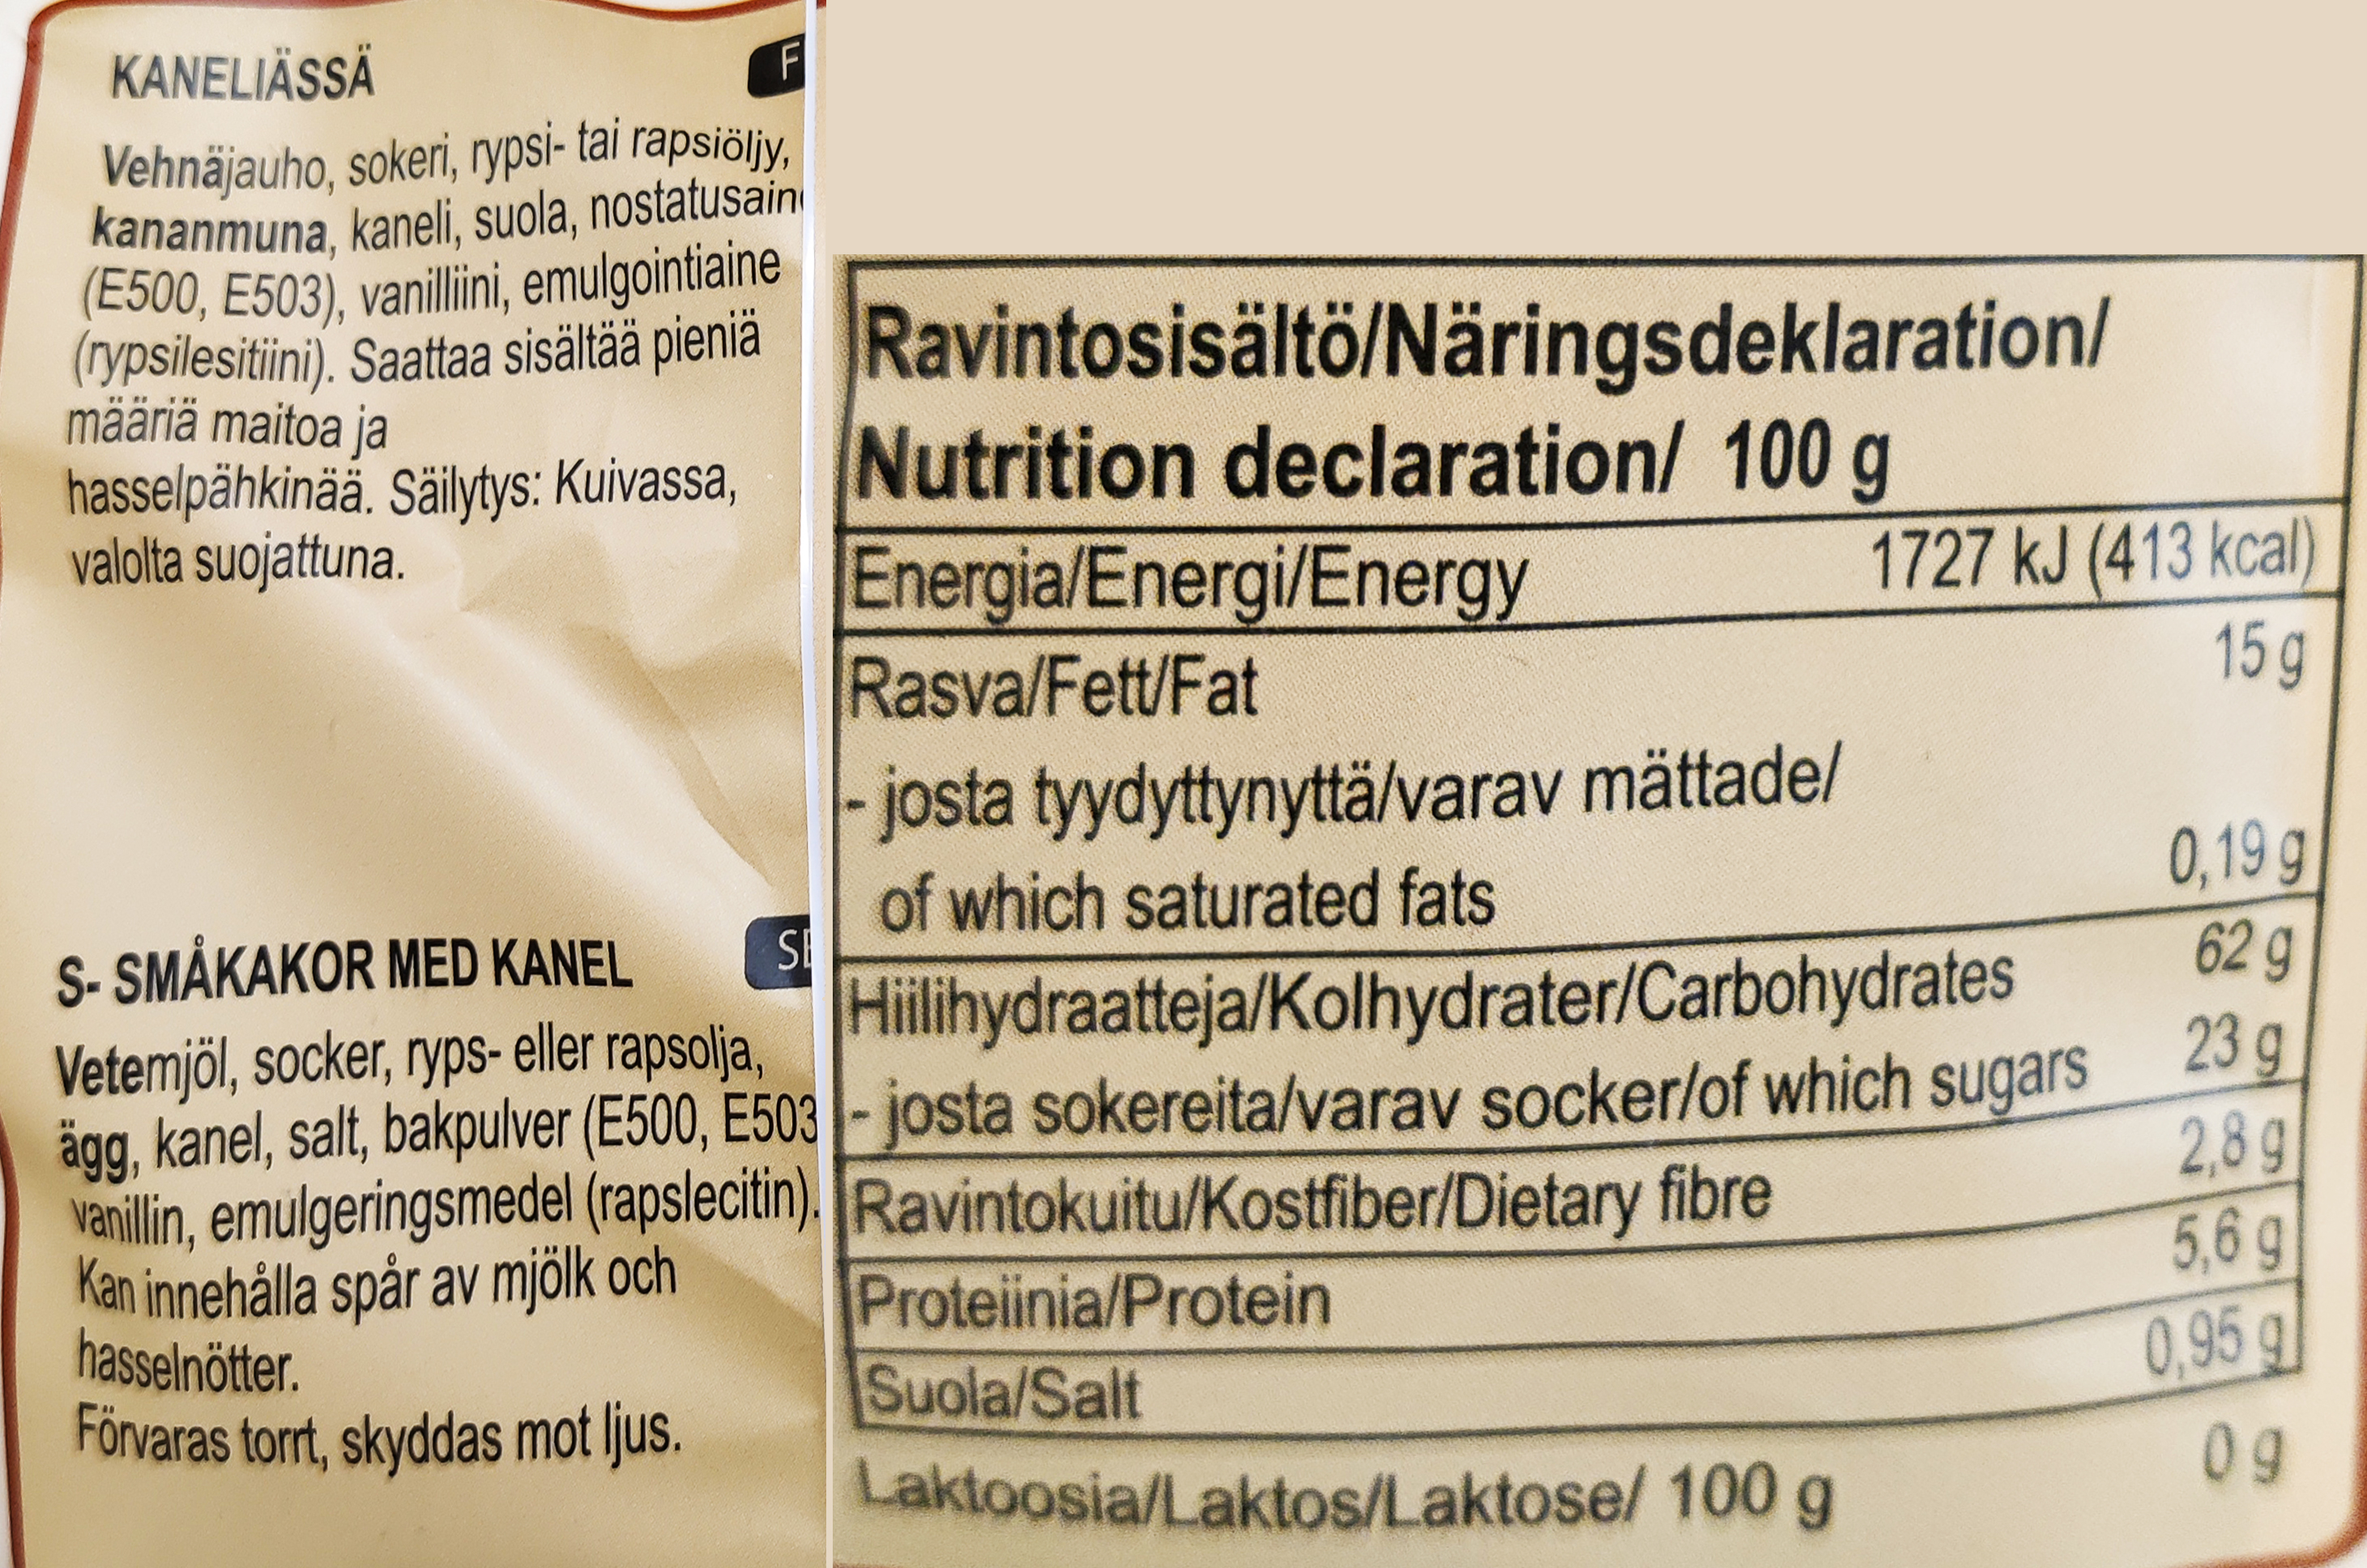 KANELIÄSSÄ
F
Vehnäjauho, sokeri, rypsi- tai rapsiöljy,
kananmuna, kaneli, suola, nostatusain
(E500, E503), vanilliini, emulgointiaine
(rypsilesitiini). Saattaa sisältää pieniä
määriä maitoa ja
hasselpähkinää. Säilytys: Kuivassa,
valolta suojattuna.
S- SMÅKAKOR MED KANEL
SE
Vetemjöl, socker, ryps- eller rapsolja,
ägg, kanel, salt, bakpulver (E500, E503
vanillin, emulgeringsmedel (rapslecitin).
Kan innehålla spår av mjölk och
hasselnötter.
Förvaras torrt, skyddas mot ljus.
Ravintosisältö/Näringsdeklaration/
Nutrition declaration/ 100 g
Energia/Energi/Energy 1727 kJ (413 kcal)
Rasva/Fett/Fat 15 g
- josta tyydyttynyttä/varav mättade/
of which saturated fats 0,19 g
Hiilihydraatteja/Kolhydrater/Carbohydrates 62 g
- josta sokereita/varav socker/of which sugars 23 g
Ravintokuitu/Kostfiber/Dietary fibre 2,8 g
Proteiinia/Protein 5,6 g
Suola/Salt 0,95 g
Laktoosia/Laktos/Laktose/ 100 g 0 g